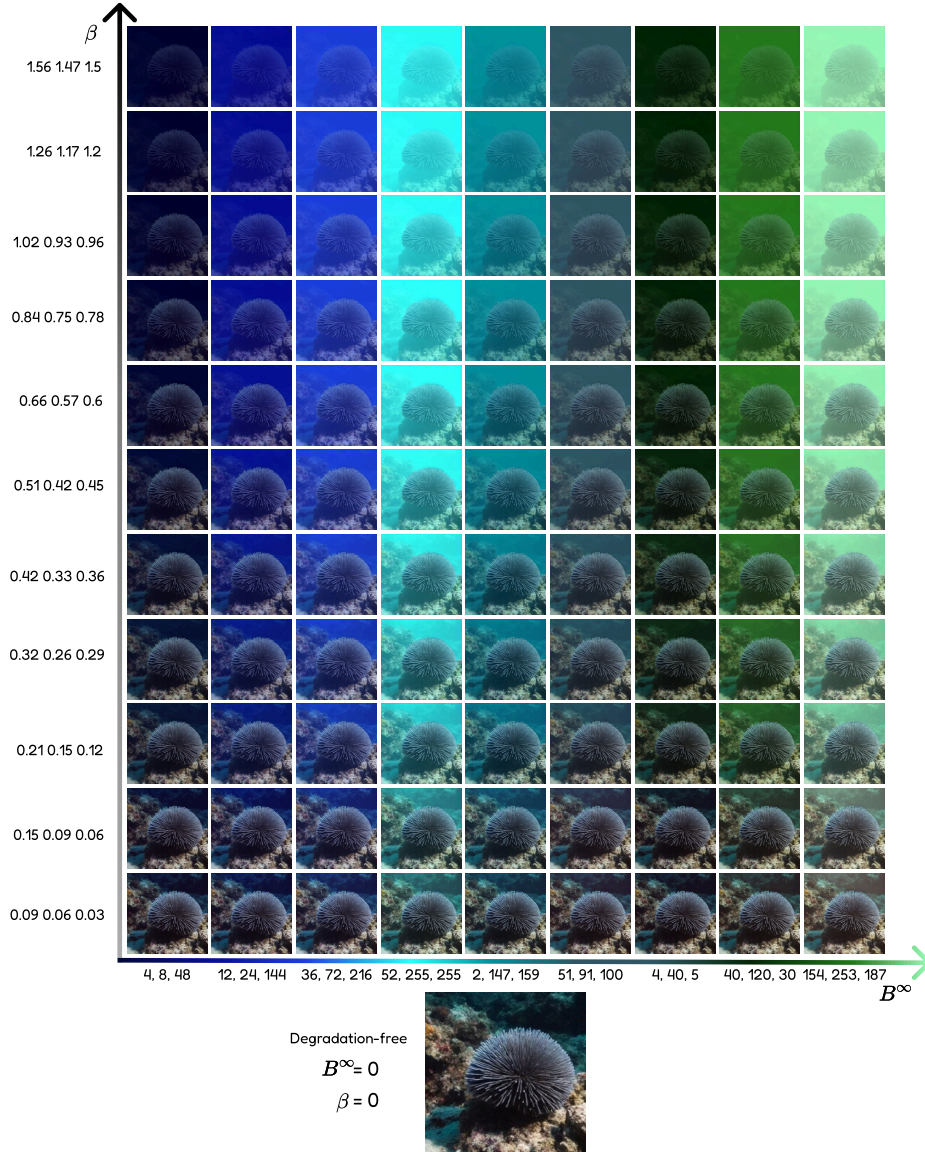 β
1.56 1.47 1.5
1.26 1.17 1.2
1.02 0.93 0.96
0.84 0.75 0.78
0.66 0.57 0.6
0.51 0.42 0.45
0.42 0.33 0.36
0.32 0.26 0.29
0.21 0.15 0.12
0.15 0.09 0.06
0.09 0.06 0.03
4, 8, 48 12, 24, 144 36, 72, 216 52, 255, 255 2, 147, 159 51, 91, 100 4, 40, 5 40, 120, 30 154, 253, 187
B∞
Degradation-free
B∞= 0
β = 0